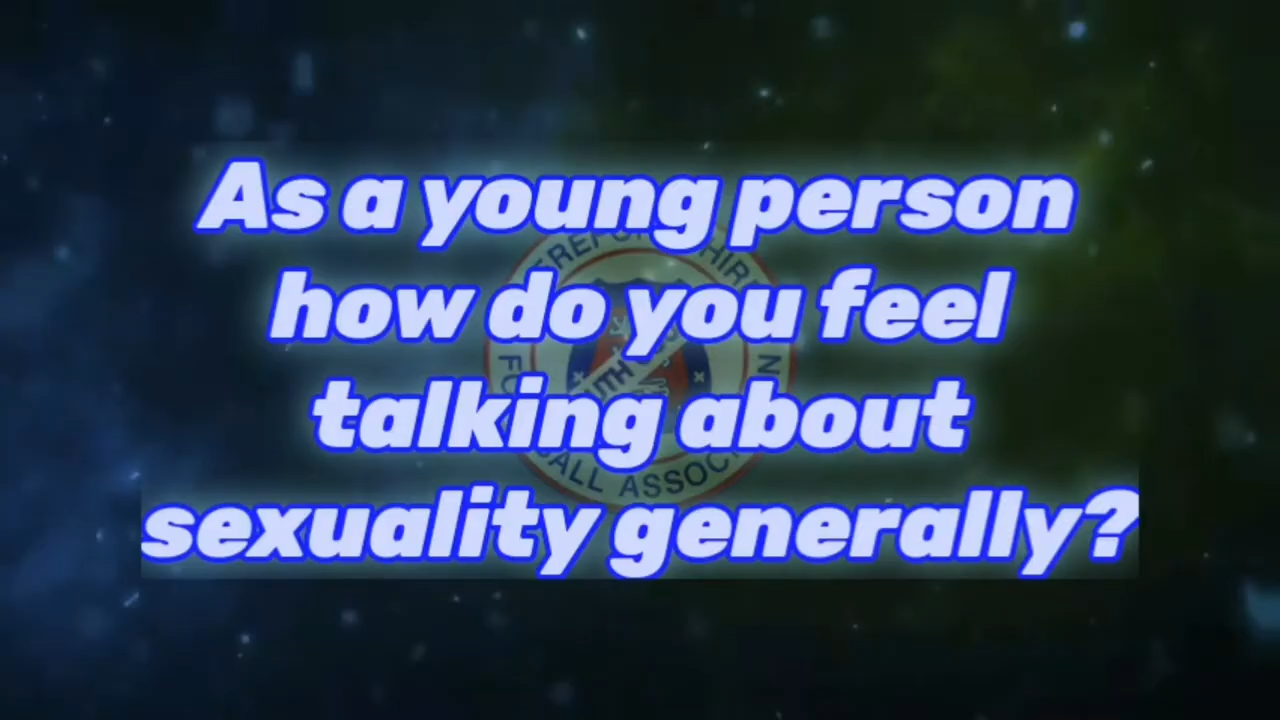 As a young person
how do you feel
talking about
sexuality generally?